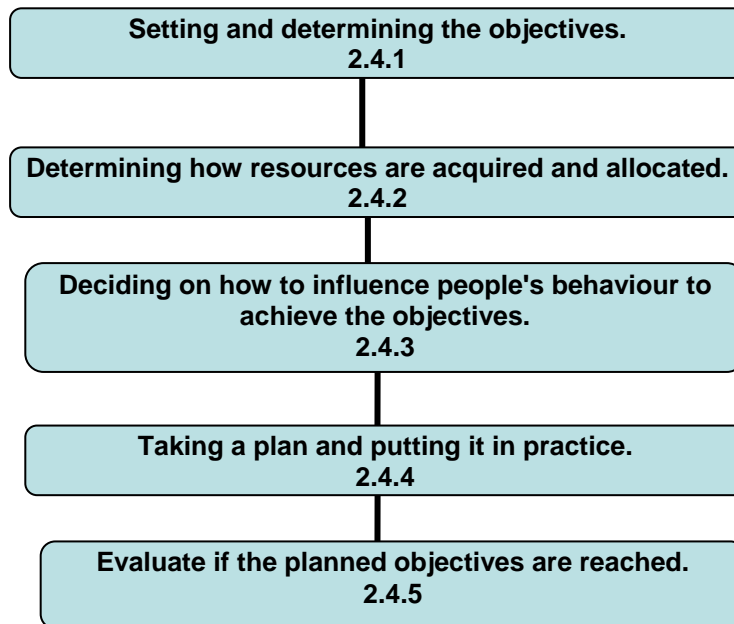 Setting and determining the objectives.
2.4.1
Determining how resources are acquired and allocated.
2.4.2
Deciding on how to influence people's behaviour to
achieve the objectives.
2.4.3
Taking a plan and putting it in practice.
2.4.4
Evaluate if the planned objectives are reached.
2.4.5